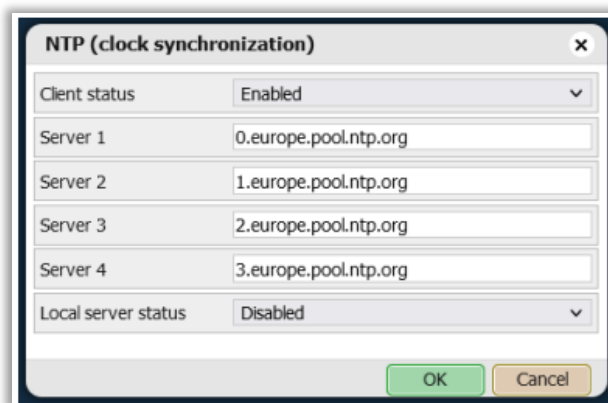 NTP (clock synchronization)
Client status Enabled
Server 1 0.europe.pool.ntp.org
Server 2 1.europe.pool.ntp.org
Server 3 2.europe.pool.ntp.org
Server 4 3.europe.pool.ntp.org
Local server status Disabled
OK Cancel